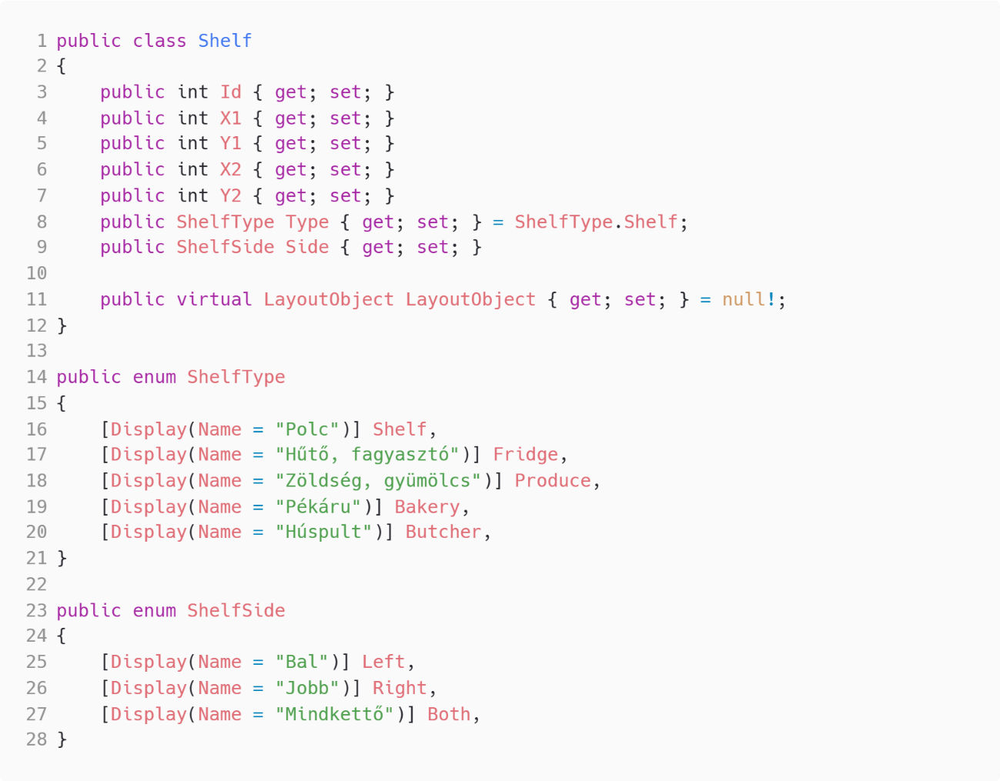 1 public class Shelf
2 {
3     public int Id { get; set; }
4     public int X1 { get; set; }
5     public int Y1 { get; set; }
6     public int X2 { get; set; }
7     public int Y2 { get; set; }
8     public ShelfType Type { get; set; } = ShelfType.Shelf;
9     public ShelfSide Side { get; set; }
10
11     public virtual LayoutObject LayoutObject { get; set; } = null!;
12 }
13
14 public enum ShelfType
15 {
16     [Display(Name = "Polc")] Shelf,
17     [Display(Name = "Hűtő, fagyasztó")] Fridge,
18     [Display(Name = "Zöldség, gyümölcs")] Produce,
19     [Display(Name = "Pékáru")] Bakery,
20     [Display(Name = "Húspult")] Butcher,
21 }
22
23 public enum ShelfSide
24 {
25     [Display(Name = "Bal")] Left,
26     [Display(Name = "Jobb")] Right,
27     [Display(Name = "Mindkettő")] Both,
28 }